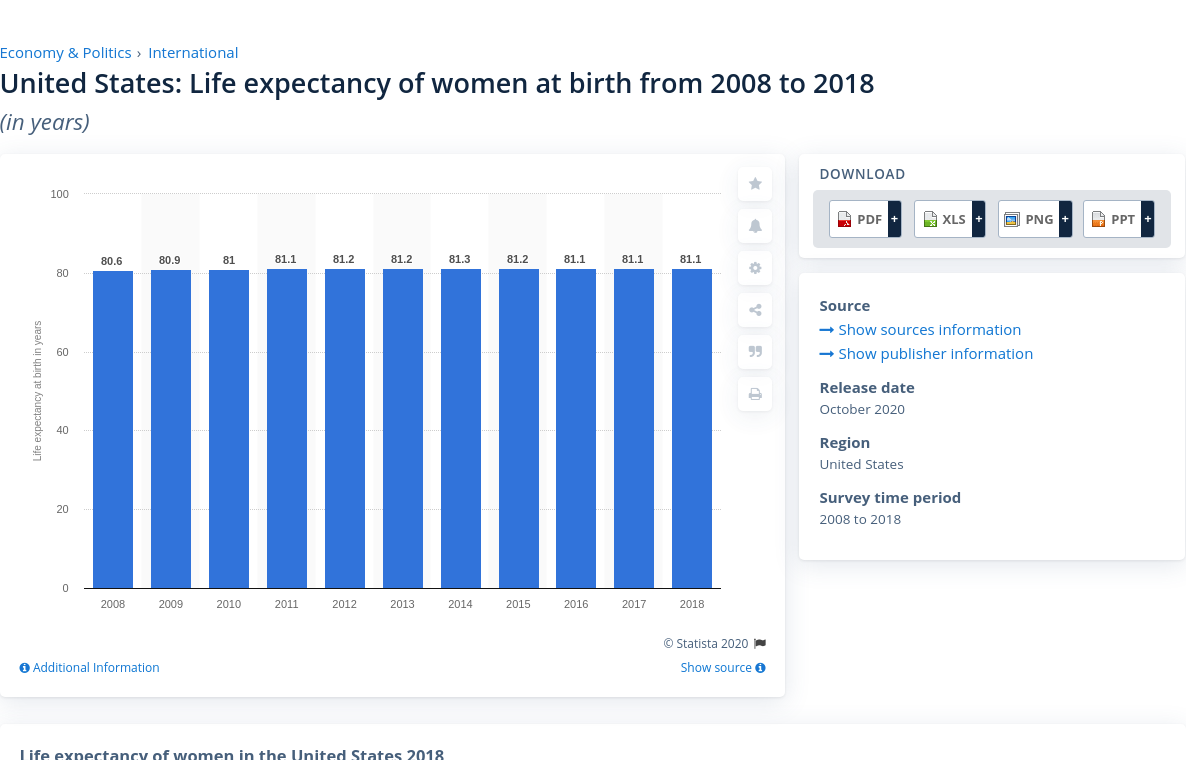 Economy & Politics › International
United States: Life expectancy of women at birth from 2008 to 2018
(in years)
DOWNLOAD
PDF + XLS + PNG + PPT +
Source
Show sources information
Show publisher information
Release date
October 2020
Region
United States
Survey time period
2008 to 2018
Life expectancy at birth in years
100
80
60
40
20
0
80.6 80.9 81 81.1 81.2 81.2 81.3 81.2 81.1 81.1 81.1
2008 2009 2010 2011 2012 2013 2014 2015 2016 2017 2018
© Statista 2020
Additional Information
Show source
Life expectancy of women in the United States 2018